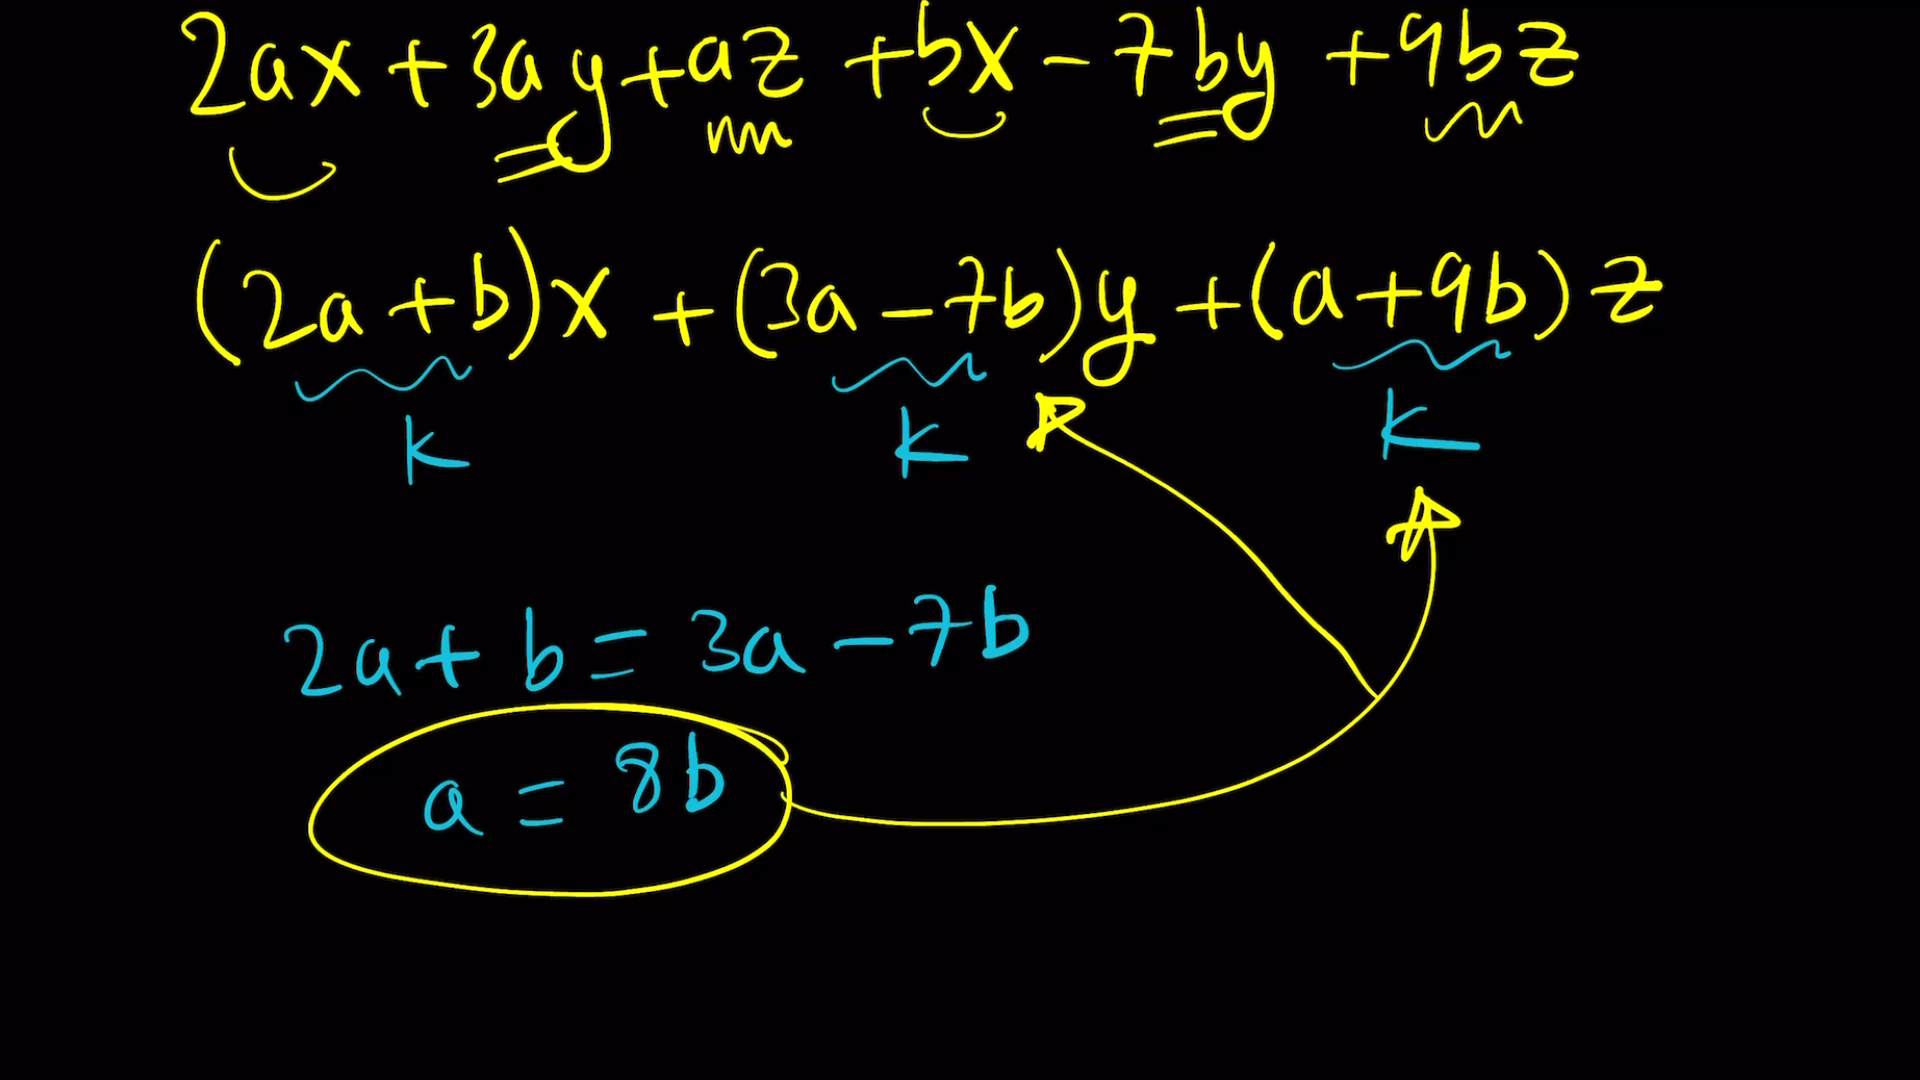 2ax + 3ay + az + bx - 7by + 9bz
(2a + b)x + (3a - 7b)y + (a + 9b)z
k k k
2a + b = 3a - 7b
a = 8b